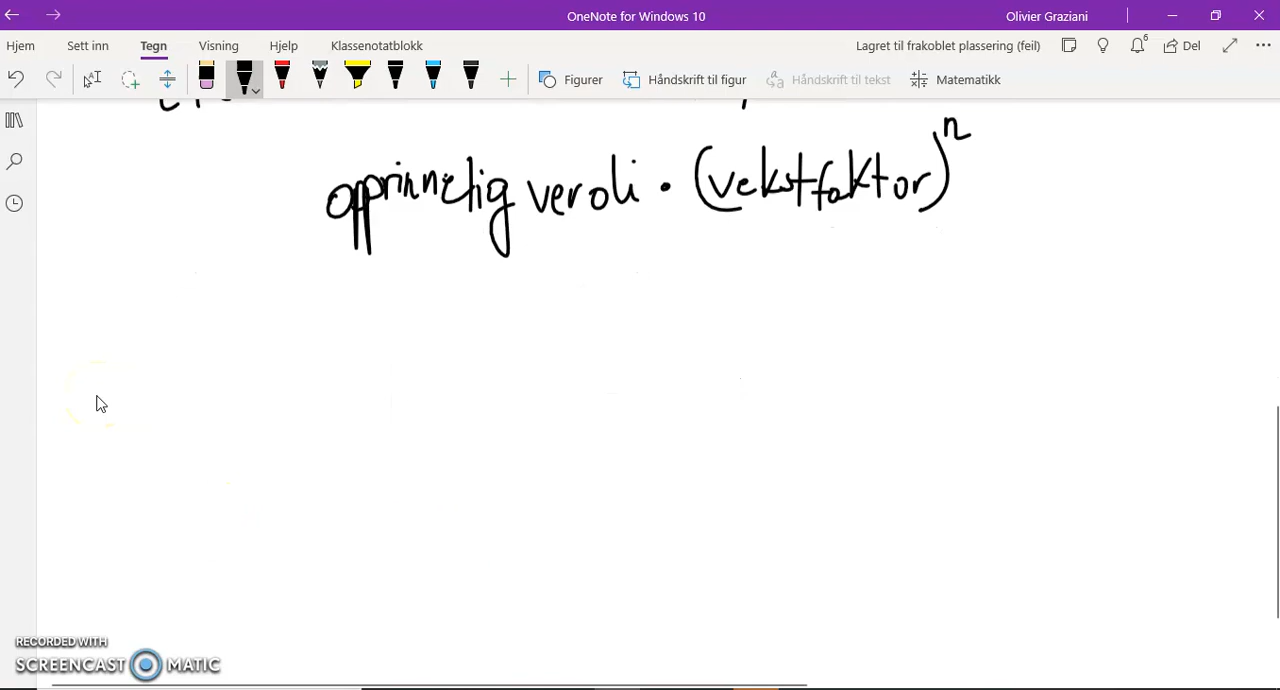 OneNote for Windows 10
Olivier Graziani
Hjem Sett inn Tegn Visning Hjelp Klassenotatblokk
Lagret til frakoblet plassering (feil) 6 Del
Figurer Håndskrift til figur Håndskrift til tekst Matematikk
opprinnelig verdi · (vekstfaktor)ⁿ
RECORDED WITH
SCREENCAST MATIC